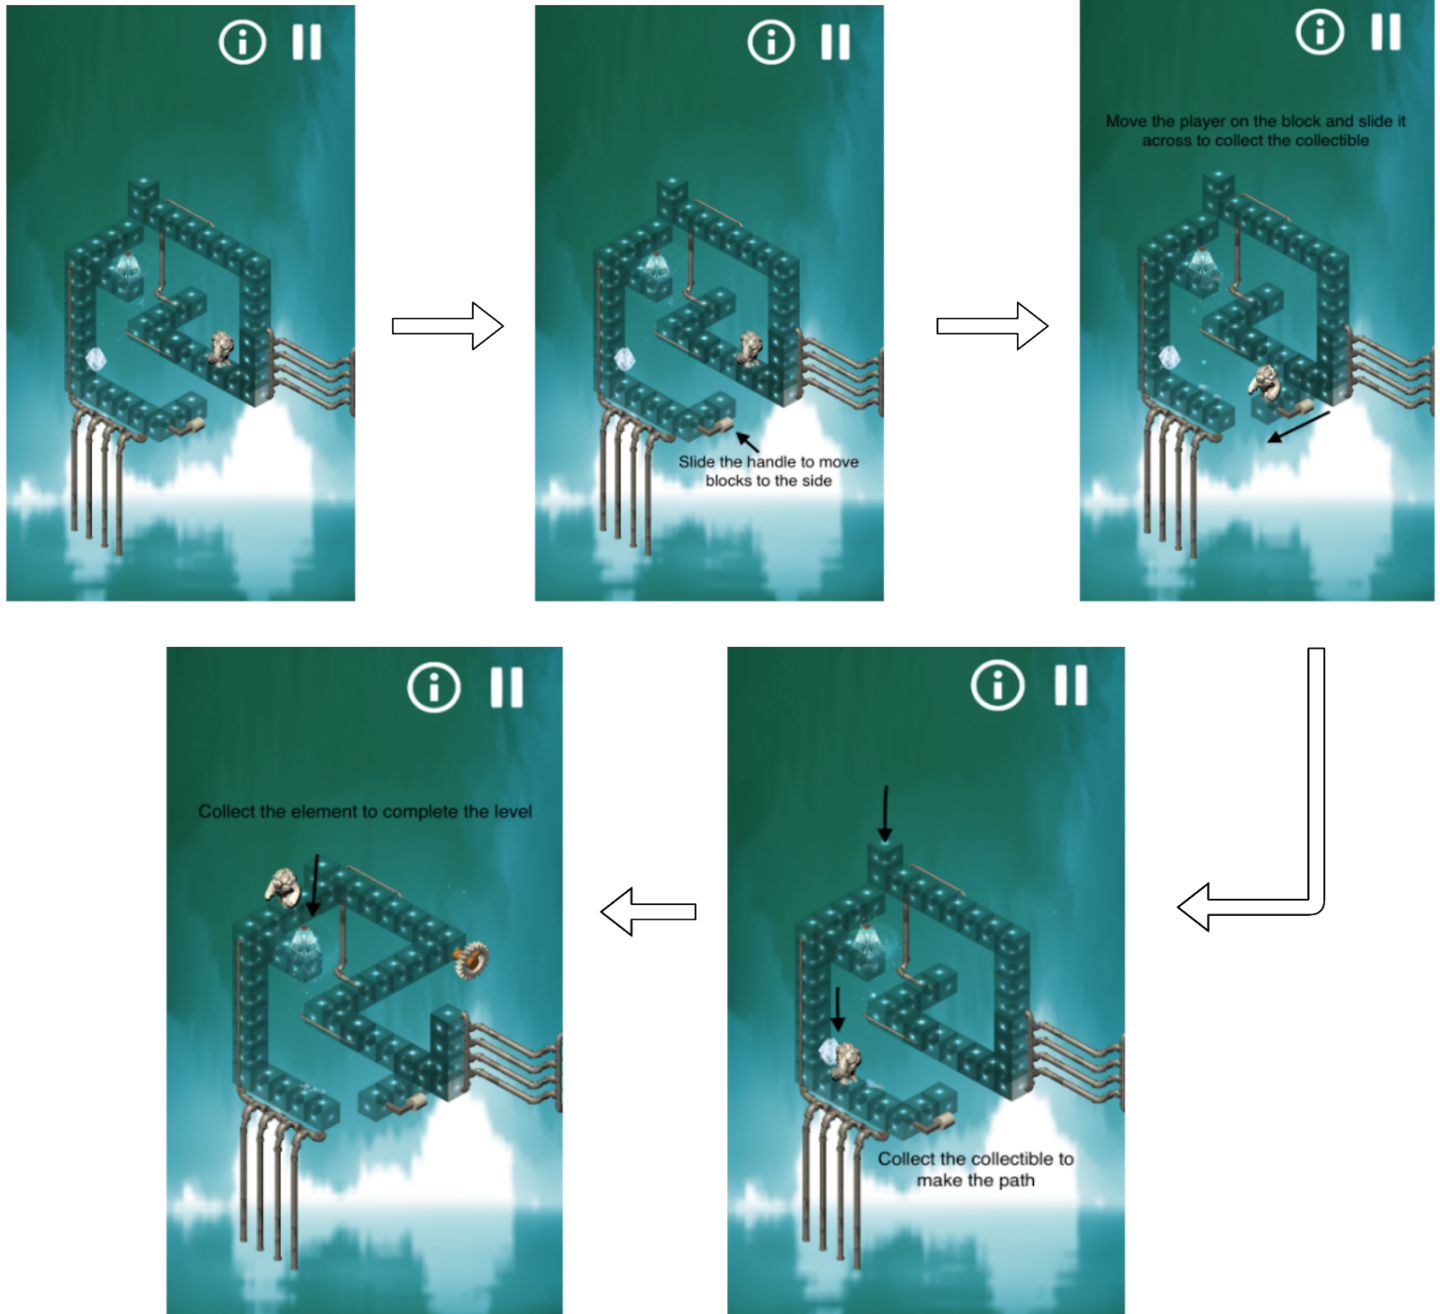 Move the player on the block and slide it
across to collect the collectible
Slide the handle to move
blocks to the side
Collect the element to complete the level
Collect the collectible to
make the path